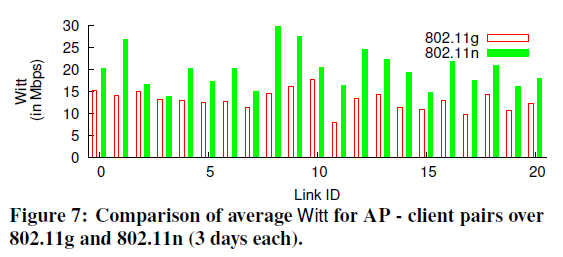 30
25
20
15
10
5
0
Witt
(in Mbps)
802.11g
802.11n
0 5 10 15 20
Link ID
Figure 7: Comparison of average Witt for AP - client pairs over
802.11g and 802.11n (3 days each).